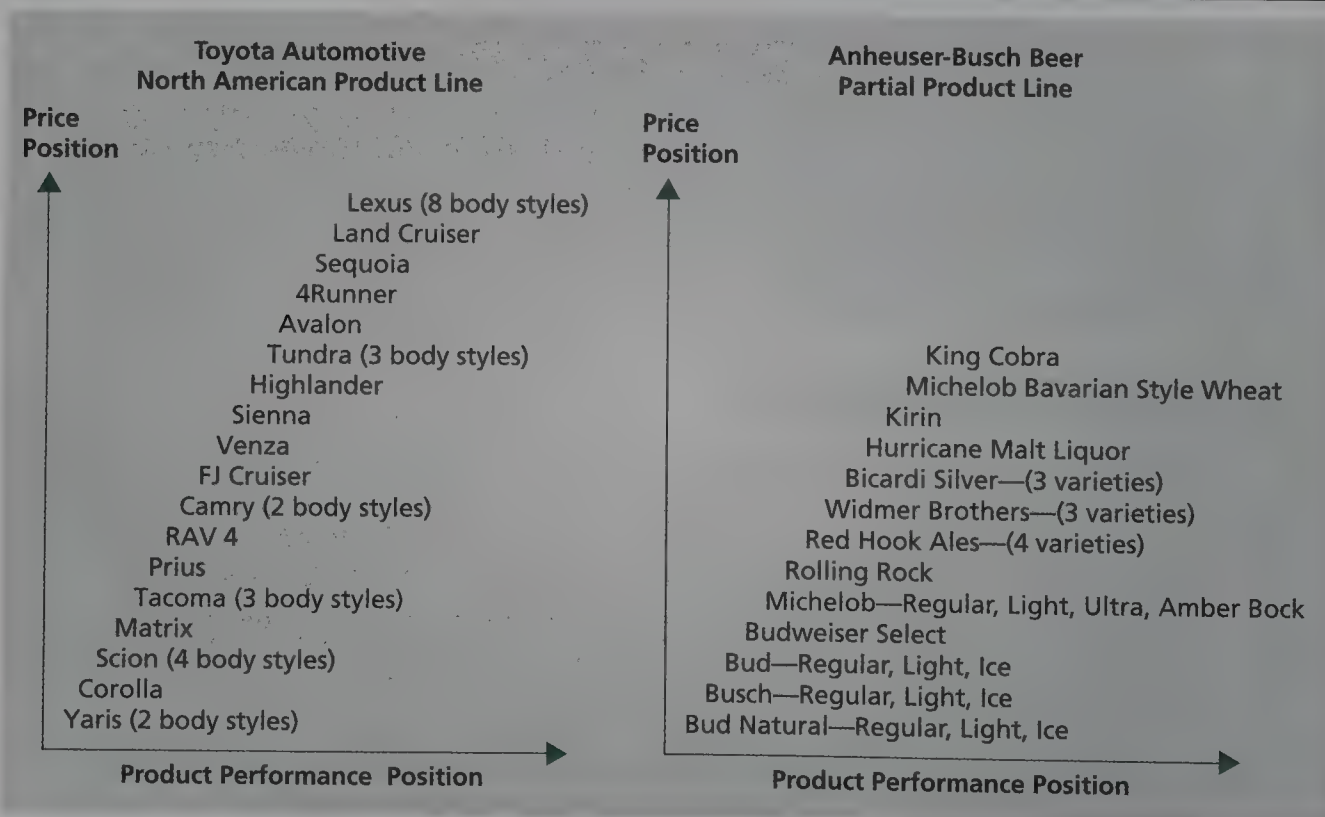 Toyota Automotive
North American Product Line
Price
Position
Lexus (8 body styles)
Land Cruiser
Sequoia
4Runner
Avalon
Tundra (3 body styles)
Highlander
Sienna
Venza
FJ Cruiser
Camry (2 body styles)
RAV 4
Prius
Tacoma (3 body styles)
Matrix
Scion (4 body styles)
Corolla
Yaris (2 body styles)
Product Performance Position
Anheuser-Busch Beer
Partial Product Line
Price
Position
King Cobra
Michelob Bavarian Style Wheat
Kirin
Hurricane Malt Liquor
Bicardi Silver—(3 varieties)
Widmer Brothers—(3 varieties)
Red Hook Ales—(4 varieties)
Rolling Rock
Michelob—Regular, Light, Ultra, Amber Bock
Budweiser Select
Bud—Regular, Light, Ice
Busch—Regular, Light, Ice
Bud Natural—Regular, Light, Ice
Product Performance Position